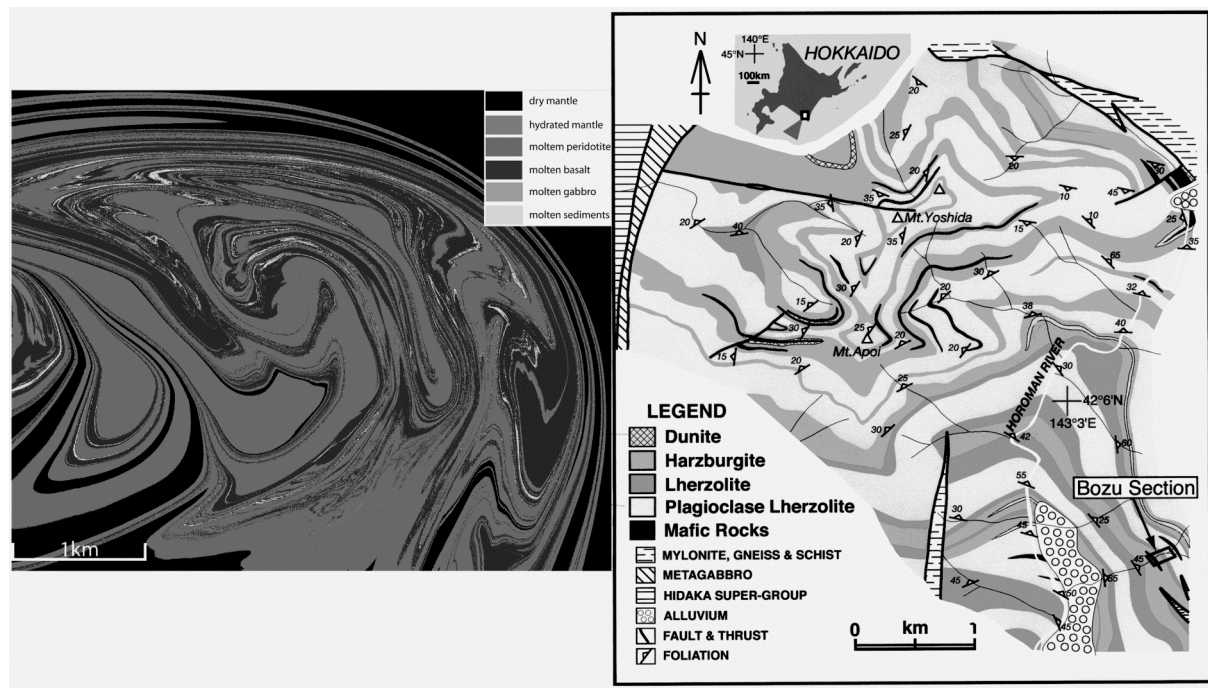 dry mantle
hydrated mantle
moltem peridotite
molten basalt
molten gabbro
molten sediments
1km
N
140°E
45°N
100km
HOKKAIDO
20
20
20
20
50
45
25
35
35
35
10
10
15
Mt.Yoshida
20
40
20
35
65
32
30
20
15
38
40
30
25
20
Mt.Apoi
15
20
20
25
30
HOROMAN RIVER
30
42°6'N
143°3'E
42
60
LEGEND
Dunite
Harzburgite
Lherzolite
Plagioclase Lherzolite
Mafic Rocks
MYLONITE, GNEISS & SCHIST
METAGABBRO
HIDAKA SUPER-GROUP
ALLUVIUM
FAULT & THRUST
FOLIATION
55
Bozu Section
30
45
25
45
45
65
50
45
0 km 1